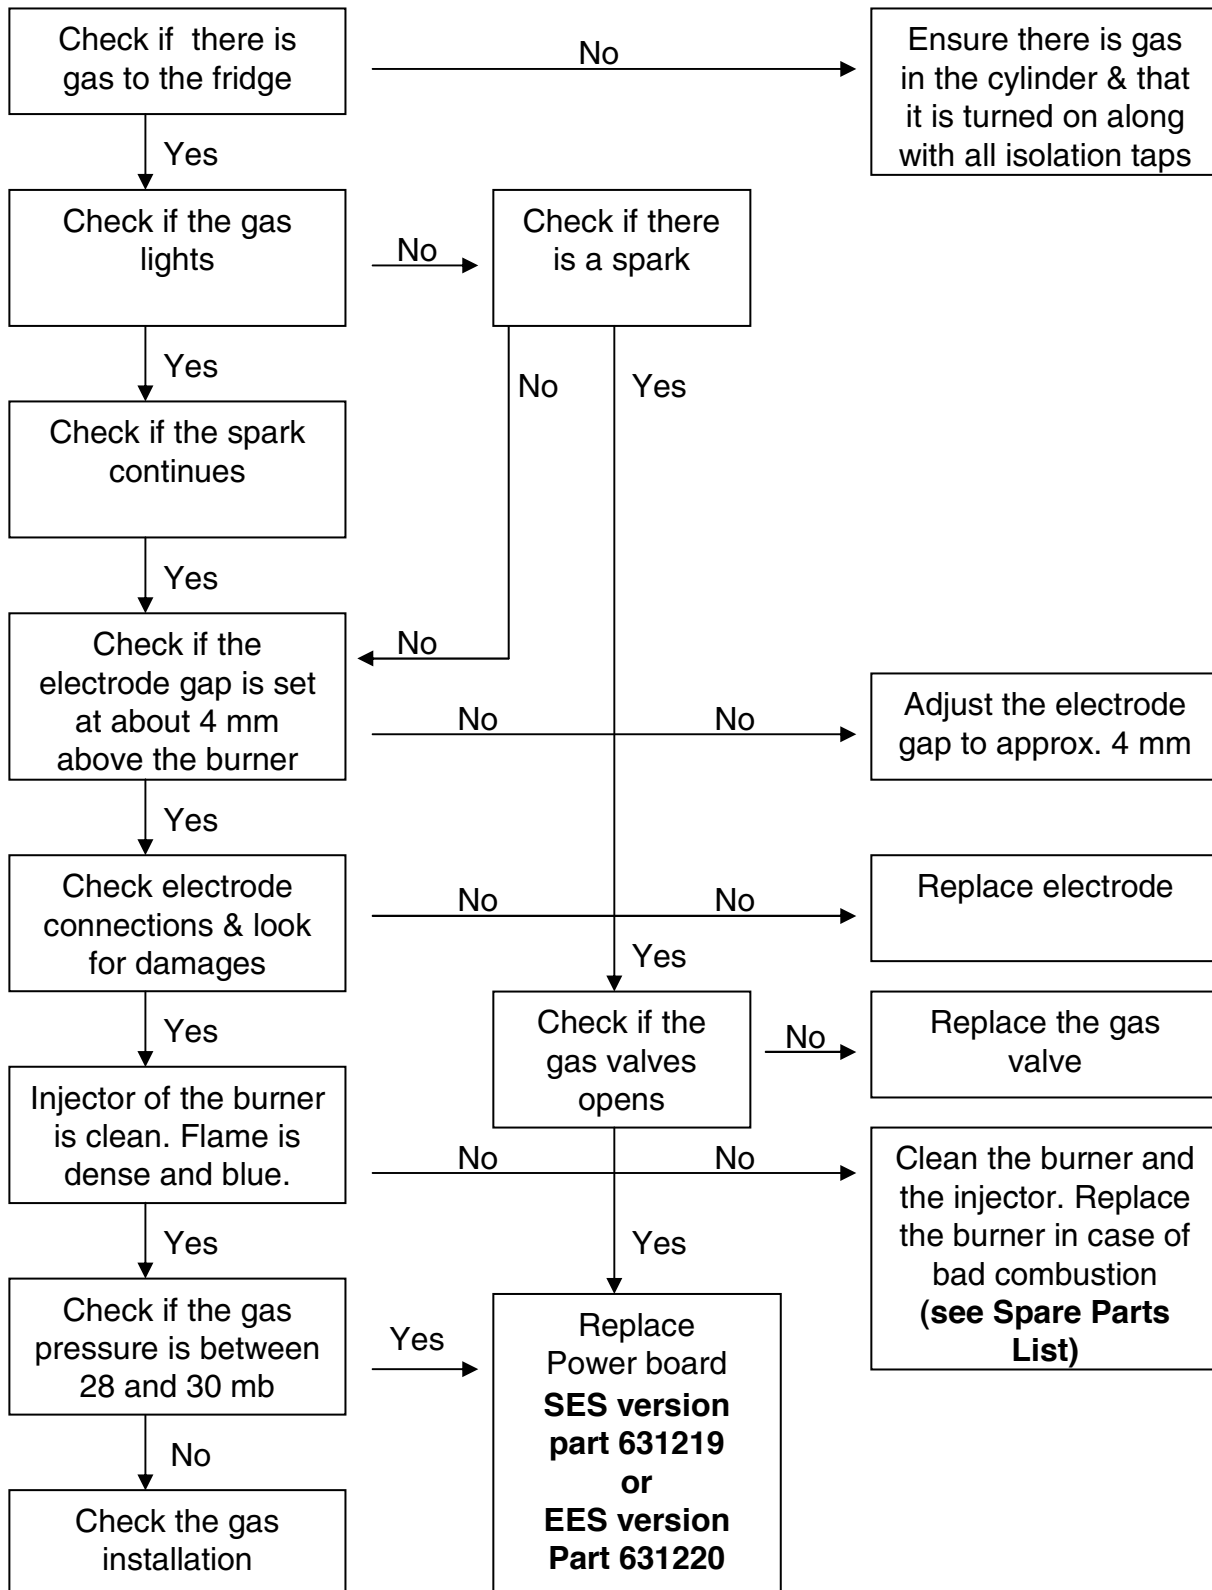 Check if there is
gas to the fridge
No
Ensure there is gas
in the cylinder & that
it is turned on along
with all isolation taps
Yes
Check if the gas
lights
No
Check if there
is a spark
Yes
No
Yes
Check if the spark
continues
Yes
Check if the
electrode gap is set
at about 4 mm
above the burner
No
No
No
Adjust the electrode
gap to approx. 4 mm
Yes
Check electrode
connections & look
for damages
No
No
Replace electrode
Yes
Yes
Check if the
gas valves
opens
No
Replace the gas
valve
Injector of the burner
is clean. Flame is
dense and blue.
No
No
Clean the burner and
the injector. Replace
the burner in case of
bad combustion
(see Spare Parts
List)
Yes
Yes
Check if the gas
pressure is between
28 and 30 mb
Yes
Replace
Power board
SES version
part 631219
or
EES version
Part 631220
No
Check the gas
installation